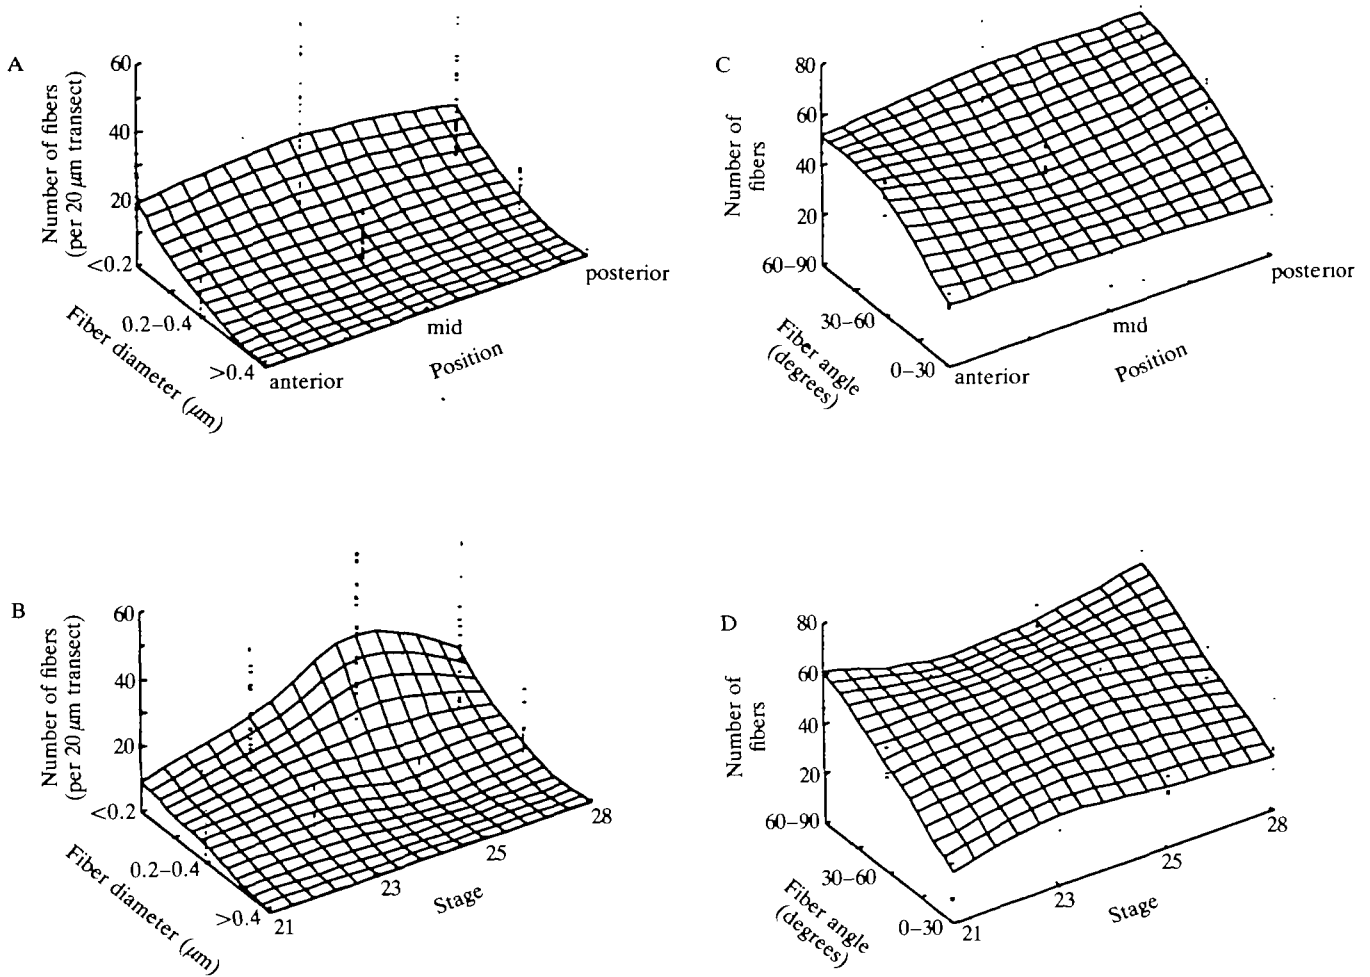 A
Number of fibers
(per 20 μm transect)
60
40
20
<0.2
0.2–0.4
>0.4
Fiber diameter (μm)
anterior
mid
posterior
Position
C
Number of
fibers
80
60
40
20
60–90
30–60
0–30
Fiber angle
(degrees)
anterior
mid
posterior
Position
B
Number of fibers
(per 20 μm transect)
60
40
20
<0.2
0.2–0.4
>0.4
Fiber diameter (μm)
21
23
25
28
Stage
D
Number of
fibers
80
60
40
20
60–90
30–60
0–30
Fiber angle
(degrees)
21
23
25
28
Stage